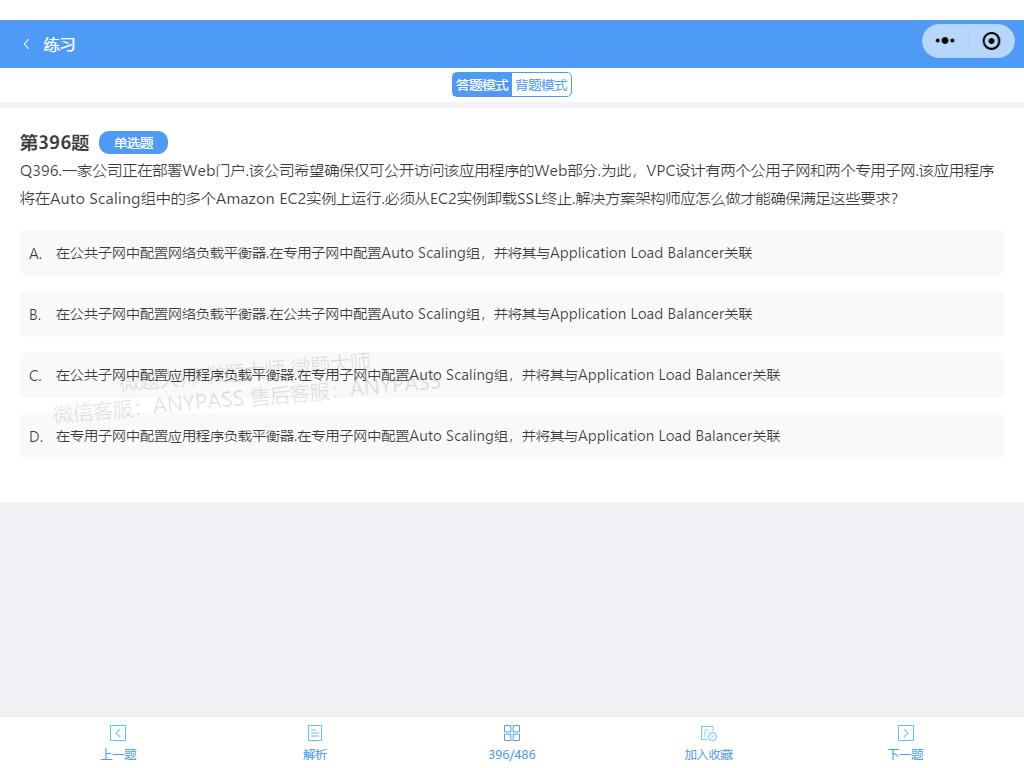 练习
答题模式 背题模式
第396题 单选题
Q396.一家公司正在部署Web门户.该公司希望确保仅可公开访问该应用程序的Web部分.为此，VPC设计有两个公用子网和两个专用子网.该应用程序
将在Auto Scaling组中的多个Amazon EC2实例上运行.必须从EC2实例卸载SSL终止.解决方案架构师应怎么做才能确保满足这些要求？
A. 在公共子网中配置网络负载平衡器.在专用子网中配置Auto Scaling组，并将其与Application Load Balancer关联
B. 在公共子网中配置网络负载平衡器.在公共子网中配置Auto Scaling组，并将其与Application Load Balancer关联
微题大师 微题大师 微题大师
C. 在公共子网中配置应用程序负载平衡器.在专用子网中配置Auto Scaling组，并将其与Application Load Balancer关联
微信客服：ANYPASS 售后客服：ANYPASS
D. 在专用子网中配置应用程序负载平衡器.在专用子网中配置Auto Scaling组，并将其与Application Load Balancer关联
上一题 解析 396/486 加入收藏 下一题